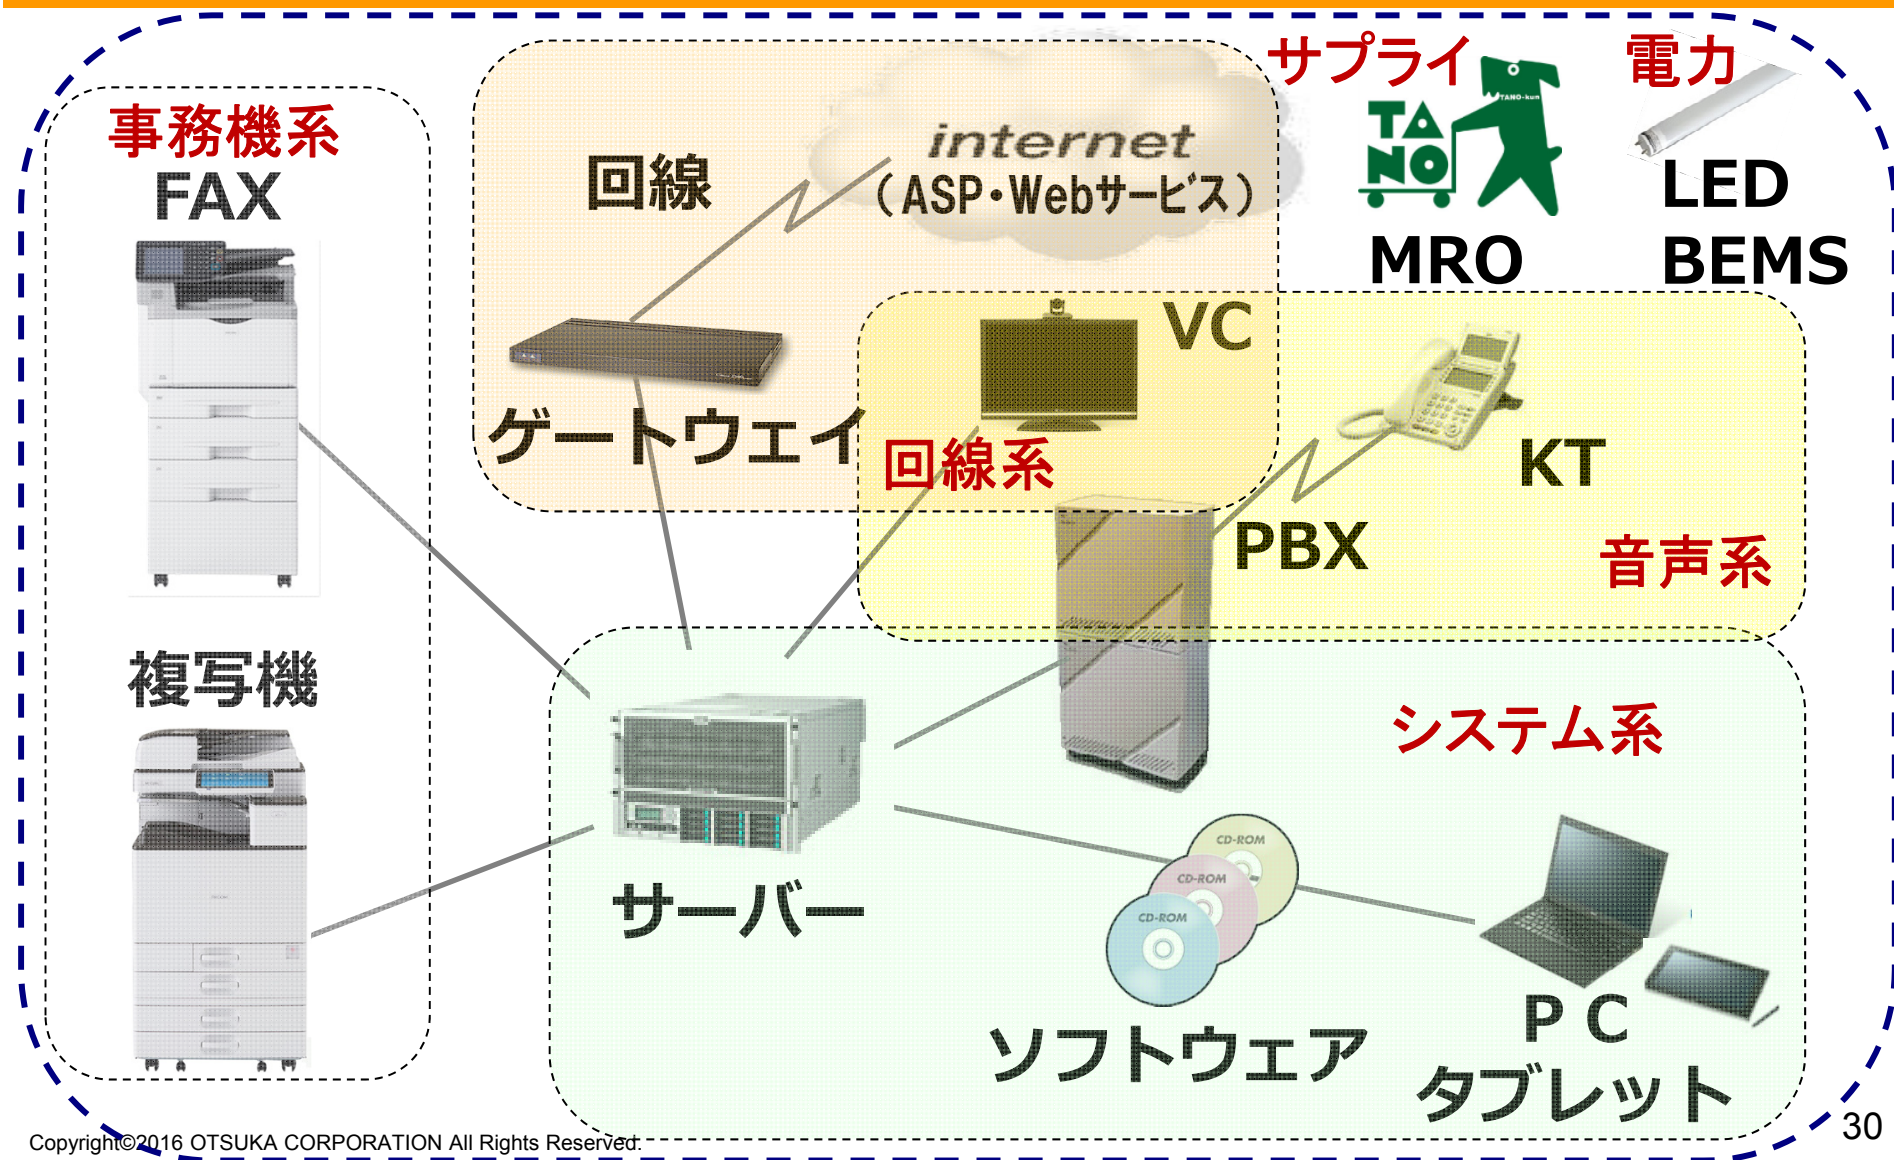 事務機系
FAX
複写機
回線
internet
（ASP・Webサービス）
ゲートウェイ
回線系
VC
サプライ
TANO-kun
TA
NO
MRO
電力
LED
BEMS
KT
PBX
音声系
システム系
サーバー
CD-ROM
CD-ROM
CD-ROM
ソフトウェア
ＰＣ
タブレット
Copyright©2016 OTSUKA CORPORATION All Rights Reserved.
30